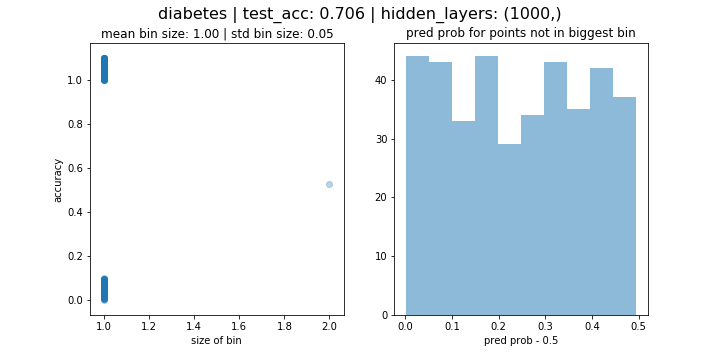 diabetes | test_acc: 0.706 | hidden_layers: (1000,)
mean bin size: 1.00 | std bin size: 0.05
accuracy
1.0
0.8
0.6
0.4
0.2
0.0
1.0 1.2 1.4 1.6 1.8 2.0
size of bin
pred prob for points not in biggest bin
40
30
20
10
0
0.0 0.1 0.2 0.3 0.4 0.5
pred prob - 0.5